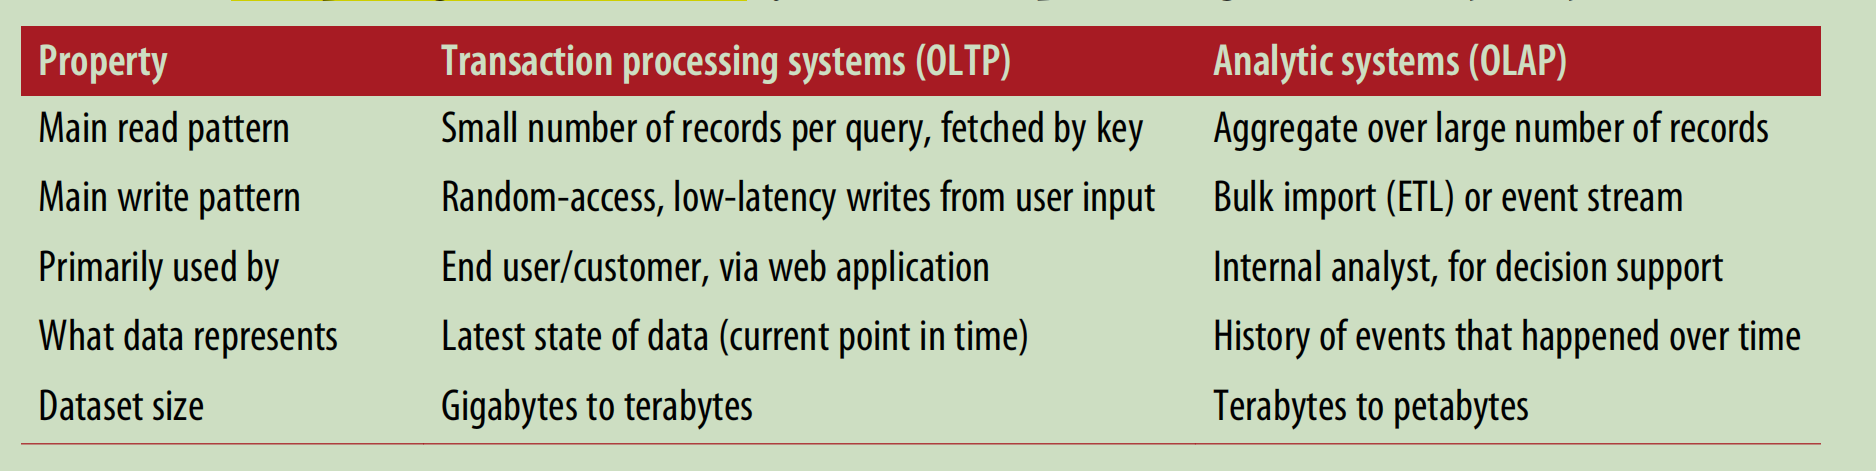 Property Transaction processing systems (OLTP) Analytic systems (OLAP)
Main read pattern Small number of records per query, fetched by key Aggregate over large number of records
Main write pattern Random-access, low-latency writes from user input Bulk import (ETL) or event stream
Primarily used by End user/customer, via web application Internal analyst, for decision support
What data represents Latest state of data (current point in time) History of events that happened over time
Dataset size Gigabytes to terabytes Terabytes to petabytes